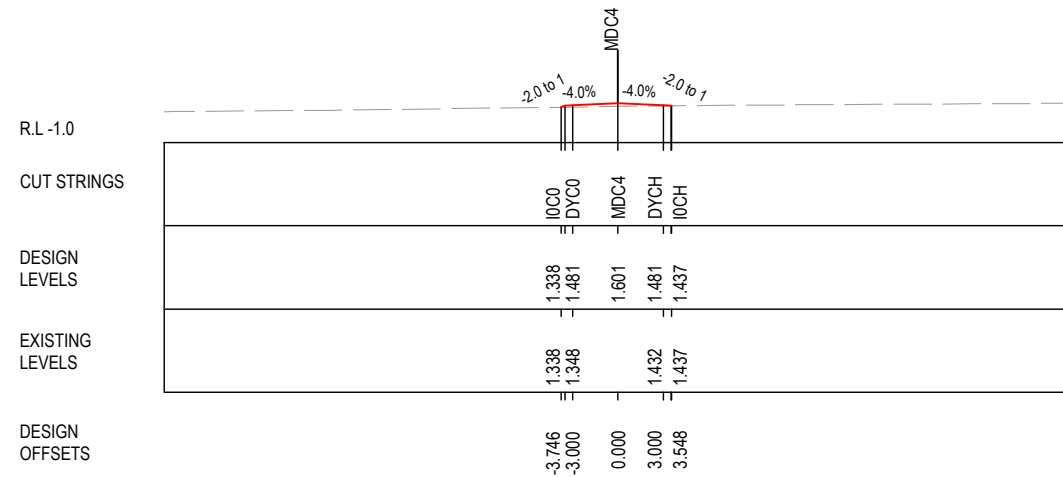 MDC4
-2.0 to 1
-4.0%
-4.0%
-2.0 to 1
R.L -1.0
CUT STRINGS
I0C0
DYC0
MDC4
DYCH
I0CH
DESIGN
LEVELS
1.338
1.481
1.601
1.481
1.437
EXISTING
LEVELS
1.338
1.348
1.432
1.437
DESIGN
OFFSETS
-3.746
-3.000
0.000
3.000
3.548